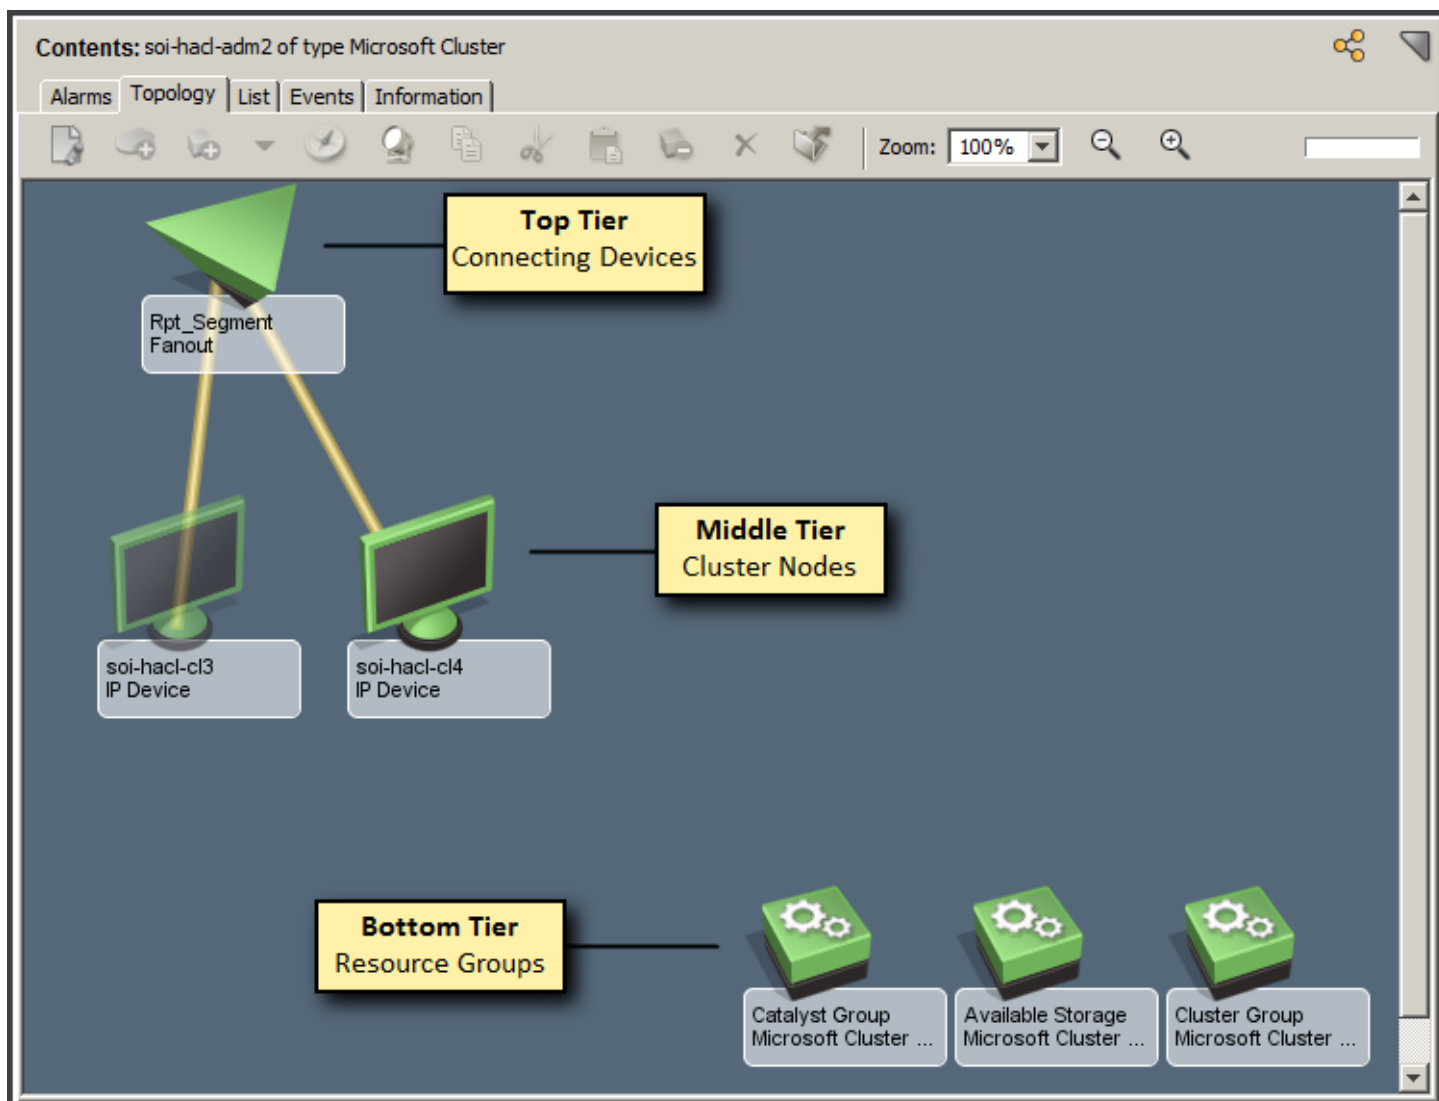 Contents: soi-hacl-adm2 of type Microsoft Cluster
Alarms Topology List Events Information
Zoom: 100%
Top Tier
Connecting Devices
Rpt_Segment
Fanout
Middle Tier
Cluster Nodes
soi-hacl-cl3
IP Device
soi-hacl-cl4
IP Device
Bottom Tier
Resource Groups
Catalyst Group
Microsoft Cluster ...
Available Storage
Microsoft Cluster ...
Cluster Group
Microsoft Cluster ...